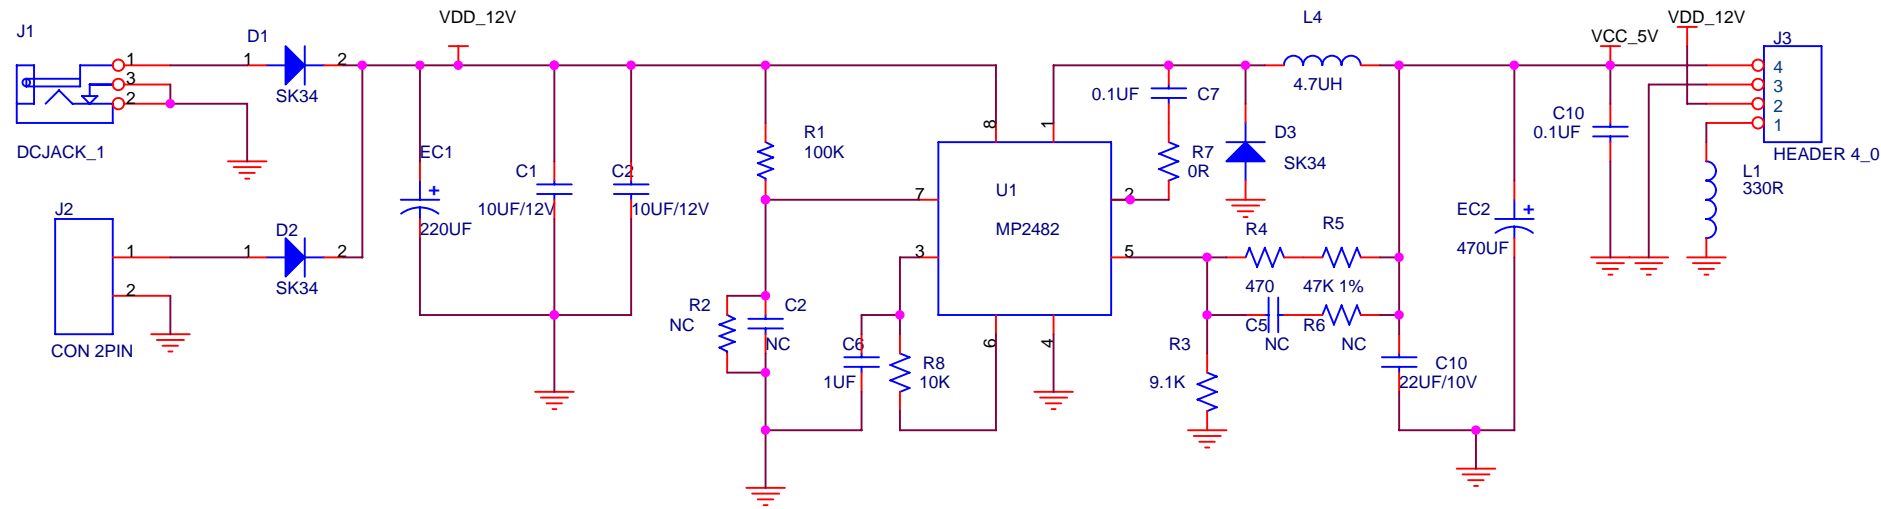 VDD_12V
L4
VDD_12V
J1
D1
VCC_5V
J3
1
1
2
4
3
3
2
2
1
SK34
4.7UH
0.1UF
C7
C10
0.1UF
DCJACK_1
EC1
R1
100K
8
1
D3
SK34
R7
0R
HEADER 4_0
L1
330R
C1
C2
10UF/12V
10UF/12V
+
220UF
7
U1
MP2482
2
J2
D2
1
1
2
SK34
2
CON 2PIN
3
5
R4
R5
470
47K 1%
EC2
+
470UF
R2
NC
C2
NC
C5
NC
R6
NC
6
4
C6
1UF
R8
10K
R3
9.1K
C10
22UF/10V